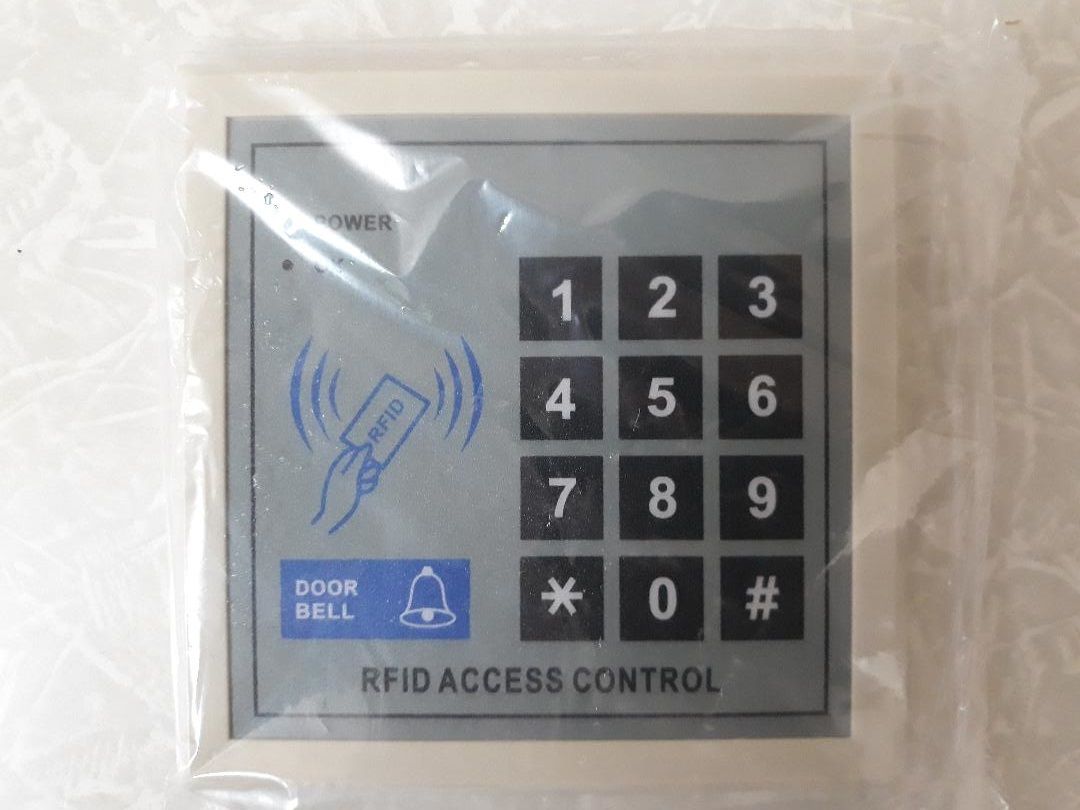 POWER
RFID
1 2 3
4 5 6
7 8 9
* 0 #
DOOR
BELL
RFID ACCESS CONTROL